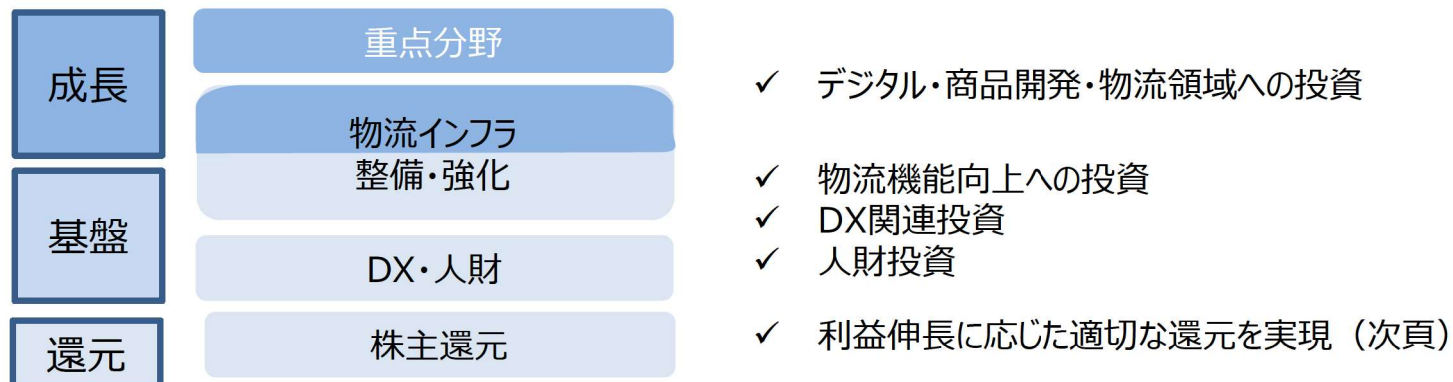 成長
重点分野
物流インフラ
整備・強化
✓ デジタル・商品開発・物流領域への投資
基盤
DX・人財
✓ 物流機能向上への投資
✓ DX関連投資
✓ 人財投資
還元
株主還元
✓ 利益伸長に応じた適切な還元を実現（次頁）